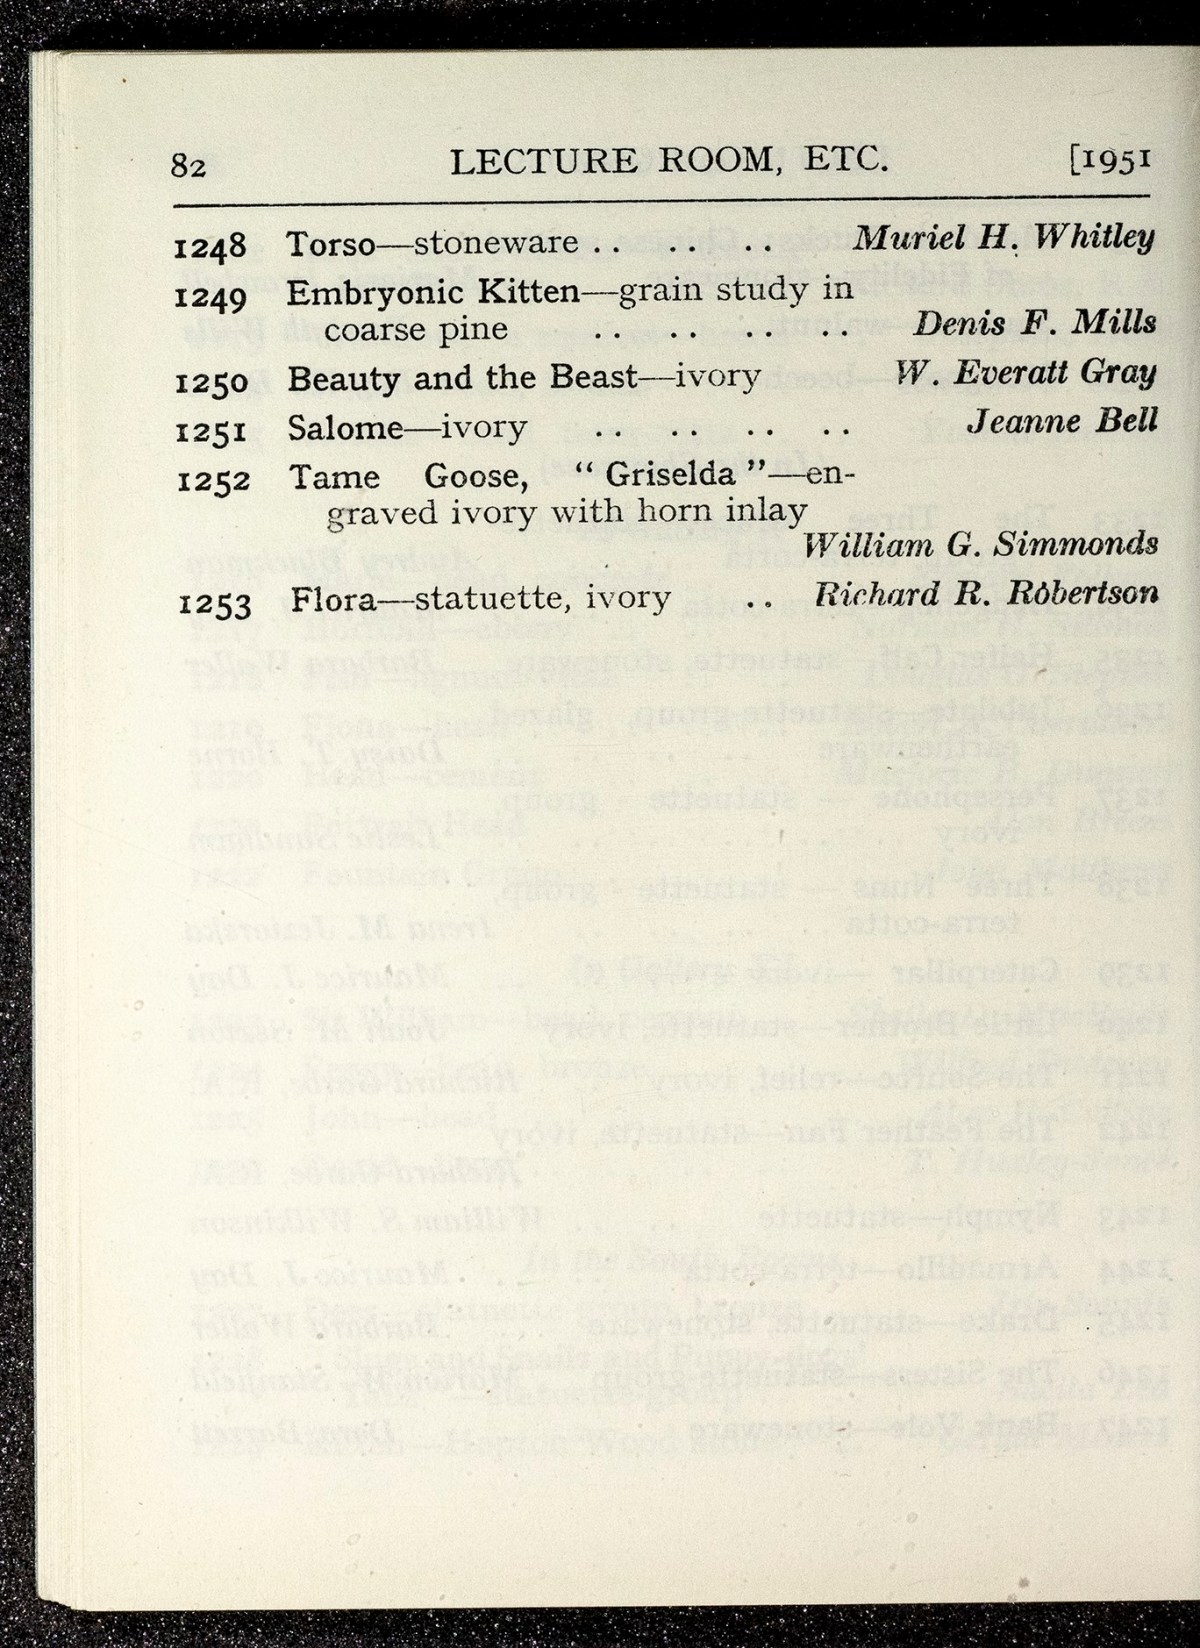 82 LECTURE ROOM, ETC. [1951
1248 Torso—stoneware . . . . . . Muriel H. Whitley
1249 Embryonic Kitten—grain study in
coarse pine . . . . . . . . Denis F. Mills
1250 Beauty and the Beast—ivory W. Everatt Gray
1251 Salome—ivory . . . . . . . . Jeanne Bell
1252 Tame Goose, “ Griselda ”—en-
graved ivory with horn inlay
William G. Simmonds
1253 Flora—statuette, ivory . . Richard R. Robertson